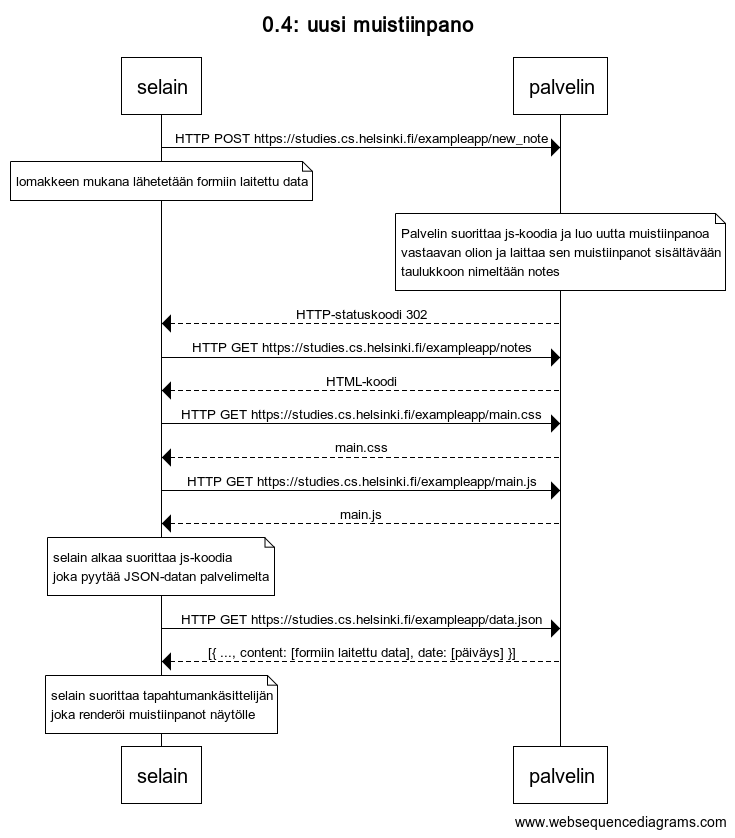 0.4: uusi muistiinpano
selain
palvelin
HTTP POST https://studies.cs.helsinki.fi/exampleapp/new_note
lomakkeen mukana lähetetään formiin laitettu data
Palvelin suorittaa js-koodia ja luo uutta muistiinpanoa
vastaavan olion ja laittaa sen muistiinpanot sisältävään
taulukkoon nimeltään notes
HTTP-statuskoodi 302
HTTP GET https://studies.cs.helsinki.fi/exampleapp/notes
HTML-koodi
HTTP GET https://studies.cs.helsinki.fi/exampleapp/main.css
main.css
HTTP GET https://studies.cs.helsinki.fi/exampleapp/main.js
main.js
selain alkaa suorittaa js-koodia
joka pyytää JSON-datan palvelimelta
HTTP GET https://studies.cs.helsinki.fi/exampleapp/data.json
[{ ..., content: [formiin laitettu data], date: [päiväys] }]
selain suorittaa tapahtumankäsittelijän
joka renderöi muistiinpanot näytölle
selain
palvelin
www.websequencediagrams.com